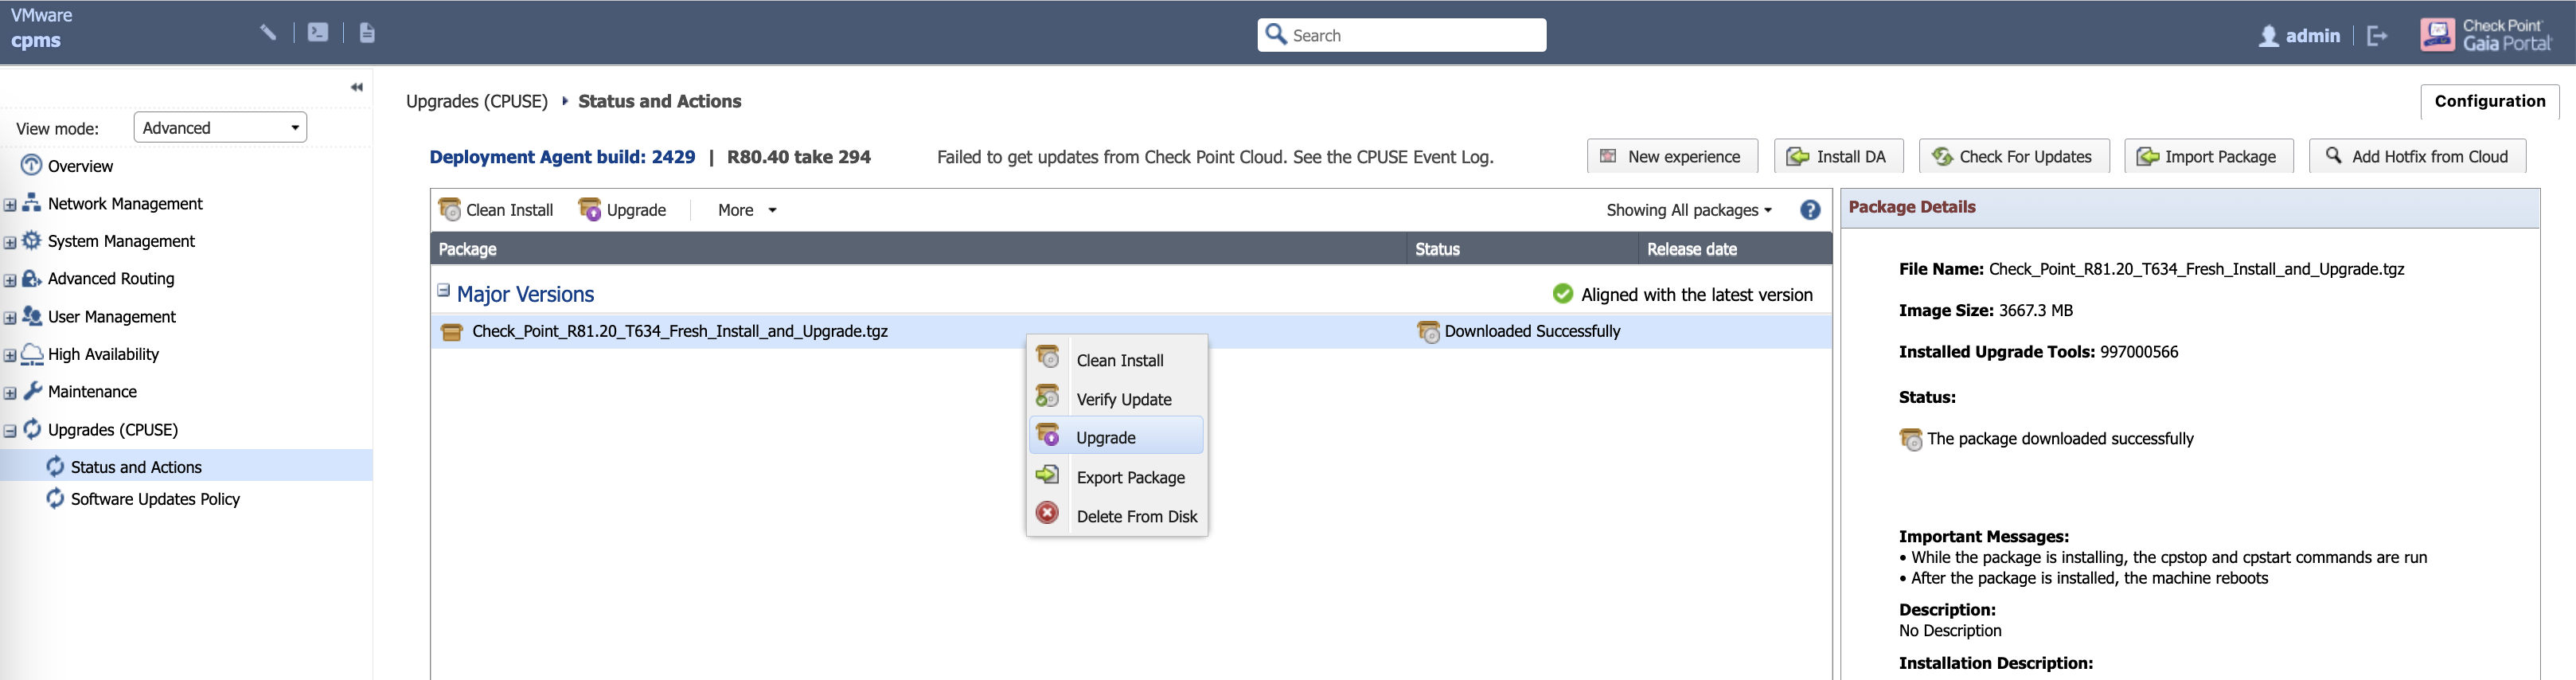 VMware
cpms
Search
admin
Check Point
Gaia Portal
View mode:
Advanced
Overview
Network Management
System Management
Advanced Routing
User Management
High Availability
Maintenance
Upgrades (CPUSE)
Status and Actions
Software Updates Policy
Upgrades (CPUSE) Status and Actions
Configuration
Deployment Agent build: 2429 | R80.40 take 294
Failed to get updates from Check Point Cloud. See the CPUSE Event Log.
New experience
Install DA
Check For Updates
Import Package
Add Hotfix from Cloud
Clean Install
Upgrade
More
Showing All packages
?
Package
Status
Release date
Major Versions
Aligned with the latest version
Check_Point_R81.20_T634_Fresh_Install_and_Upgrade.tgz
Downloaded Successfully
Clean Install
Verify Update
Upgrade
Export Package
Delete From Disk
Package Details
File Name: Check_Point_R81.20_T634_Fresh_Install_and_Upgrade.tgz
Image Size: 3667.3 MB
Installed Upgrade Tools: 997000566
Status:
The package downloaded successfully
Important Messages:
• While the package is installing, the cpstop and cpstart commands are run
• After the package is installed, the machine reboots
Description:
No Description
Installation Description: